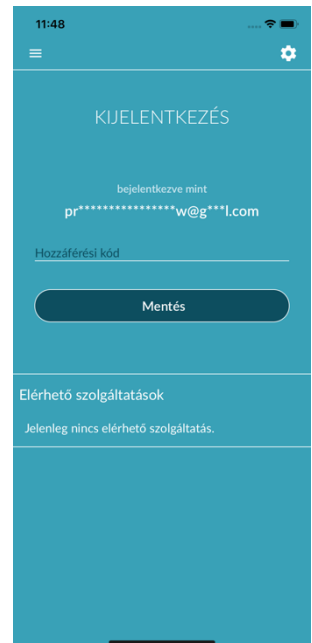 11:48
KIJELENTKEZÉS
bejelentkezve mint
pr****************w@g***l.com
Hozzáférési kód
Mentés
Elérhető szolgáltatások
Jelenleg nincs elérhető szolgáltatás.